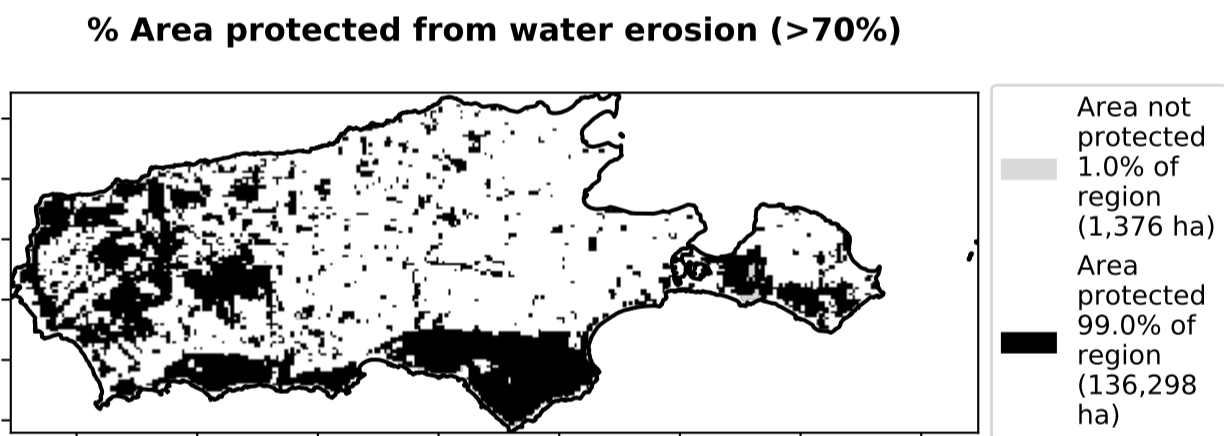 % Area protected from water erosion (>70%)
Area not
protected
1.0% of
region
(1,376 ha)
Area
protected
99.0% of
region
(136,298
ha)